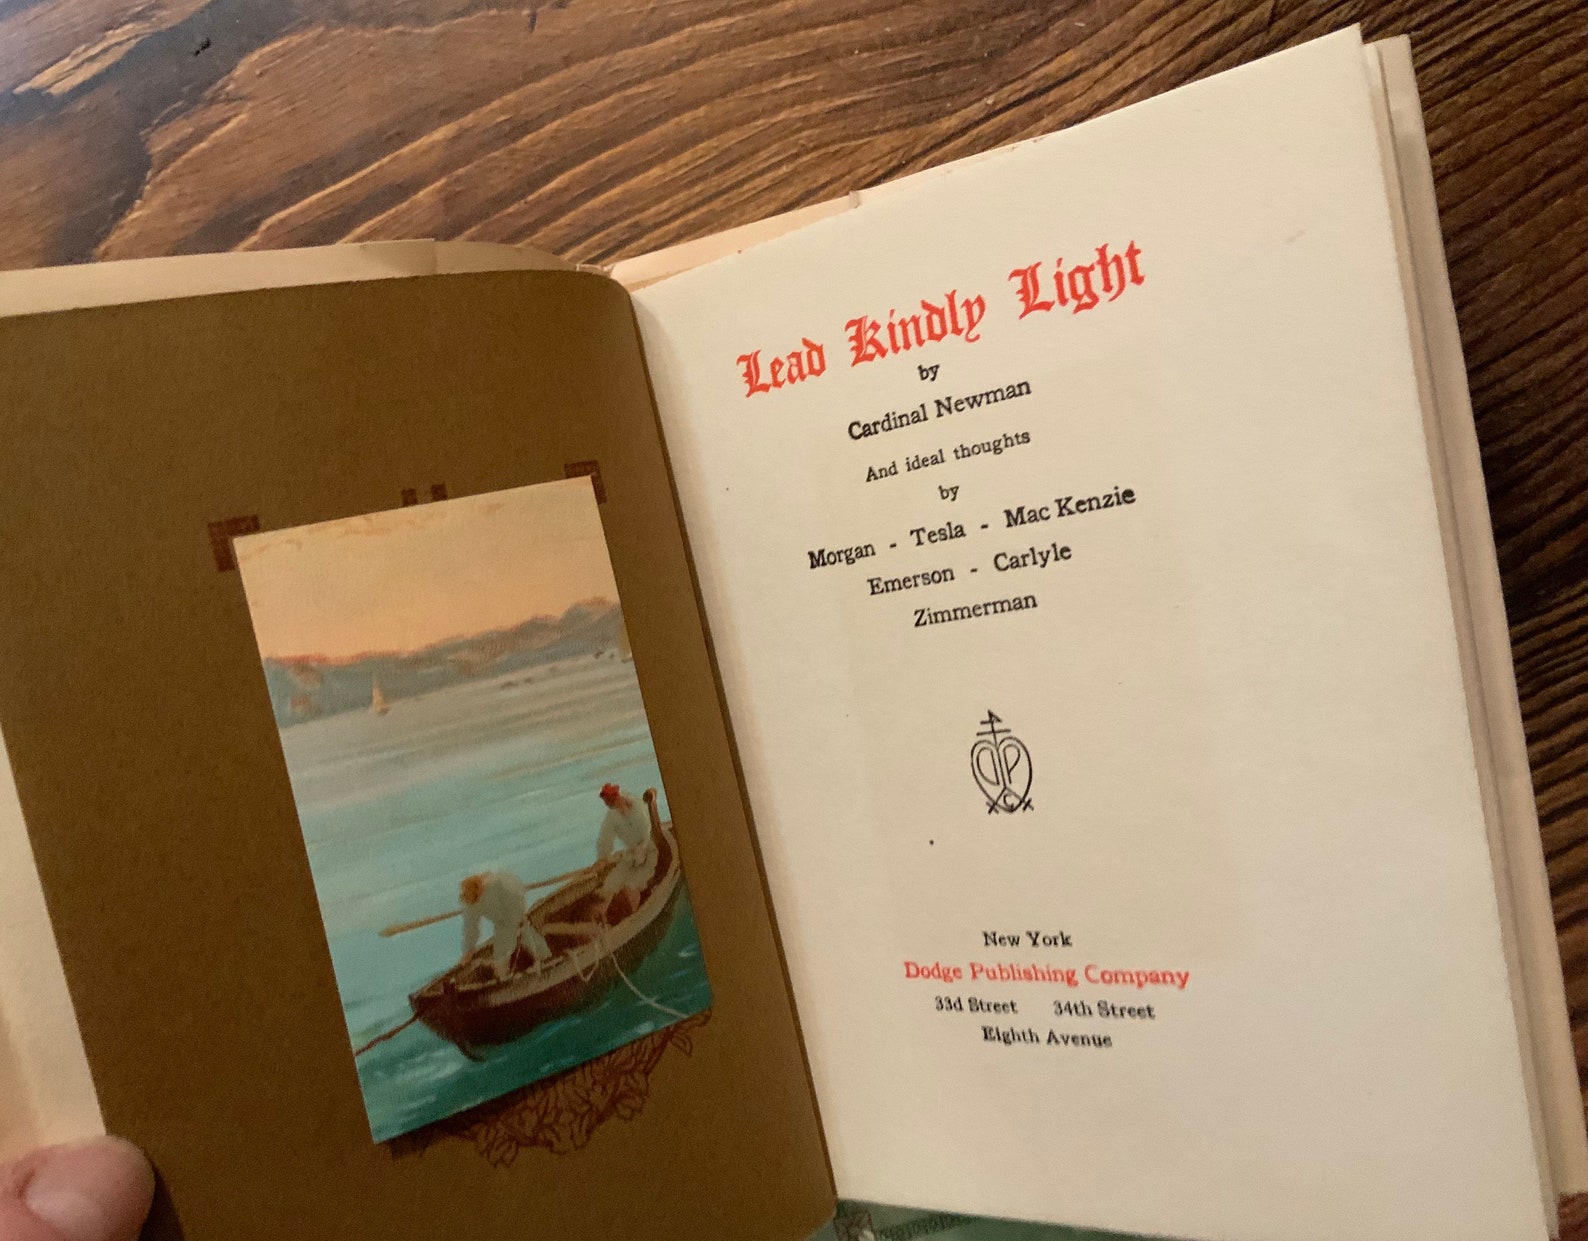 Lead Kindly Light
by
Cardinal Newman
And ideal thoughts
by
Morgan - Tesla - Mac Kenzie
Emerson - Carlyle
Zimmerman
D P
C
New York
Dodge Publishing Company
33d Street 34th Street
Eighth Avenue